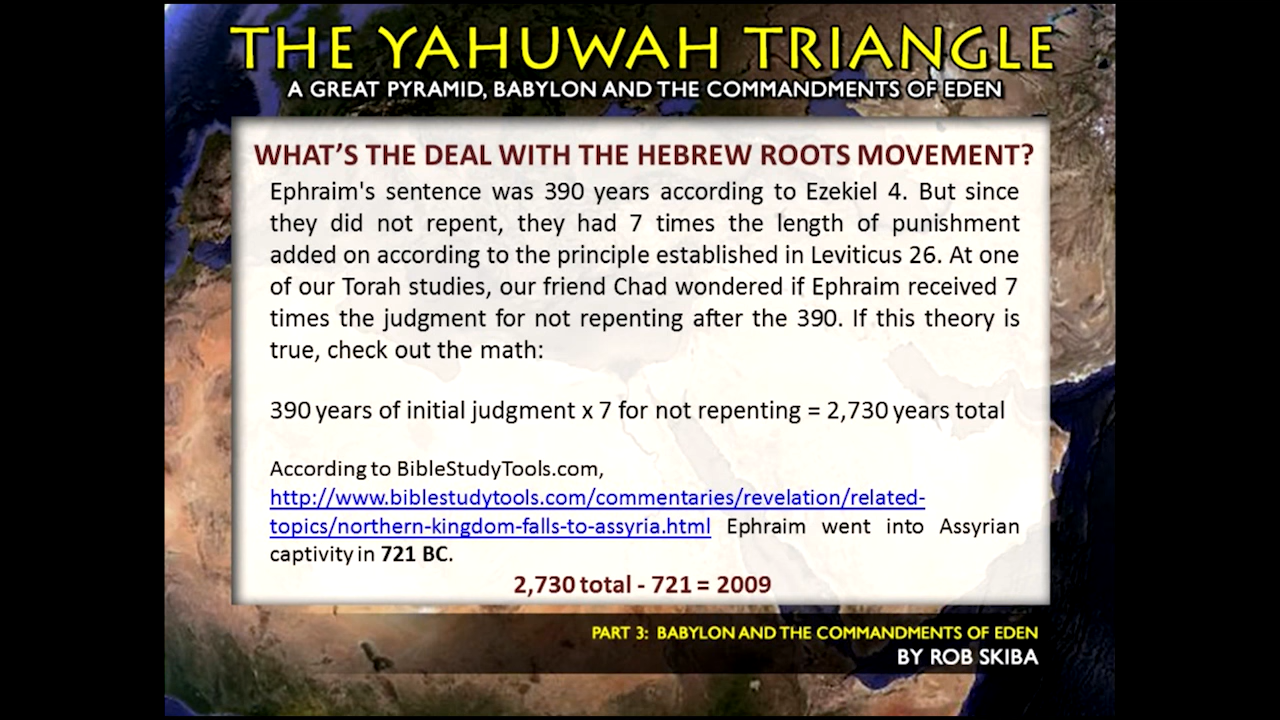 THE YAHUWAH TRIANGLE
A GREAT PYRAMID, BABYLON AND THE COMMANDMENTS OF EDEN
WHAT'S THE DEAL WITH THE HEBREW ROOTS MOVEMENT?
Ephraim's sentence was 390 years according to Ezekiel 4. But since
they did not repent, they had 7 times the length of punishment
added on according to the principle established in Leviticus 26. At one
of our Torah studies, our friend Chad wondered if Ephraim received 7
times the judgment for not repenting after the 390. If this theory is
true, check out the math:
390 years of initial judgment x 7 for not repenting = 2,730 years total
According to BibleStudyTools.com,
http://www.biblestudytools.com/commentaries/revelation/related-
topics/northern-kingdom-falls-to-assyria.html Ephraim went into Assyrian
captivity in 721 BC.
2,730 total - 721 = 2009
PART 3: BABYLON AND THE COMMANDMENTS OF EDEN
BY ROB SKIBA